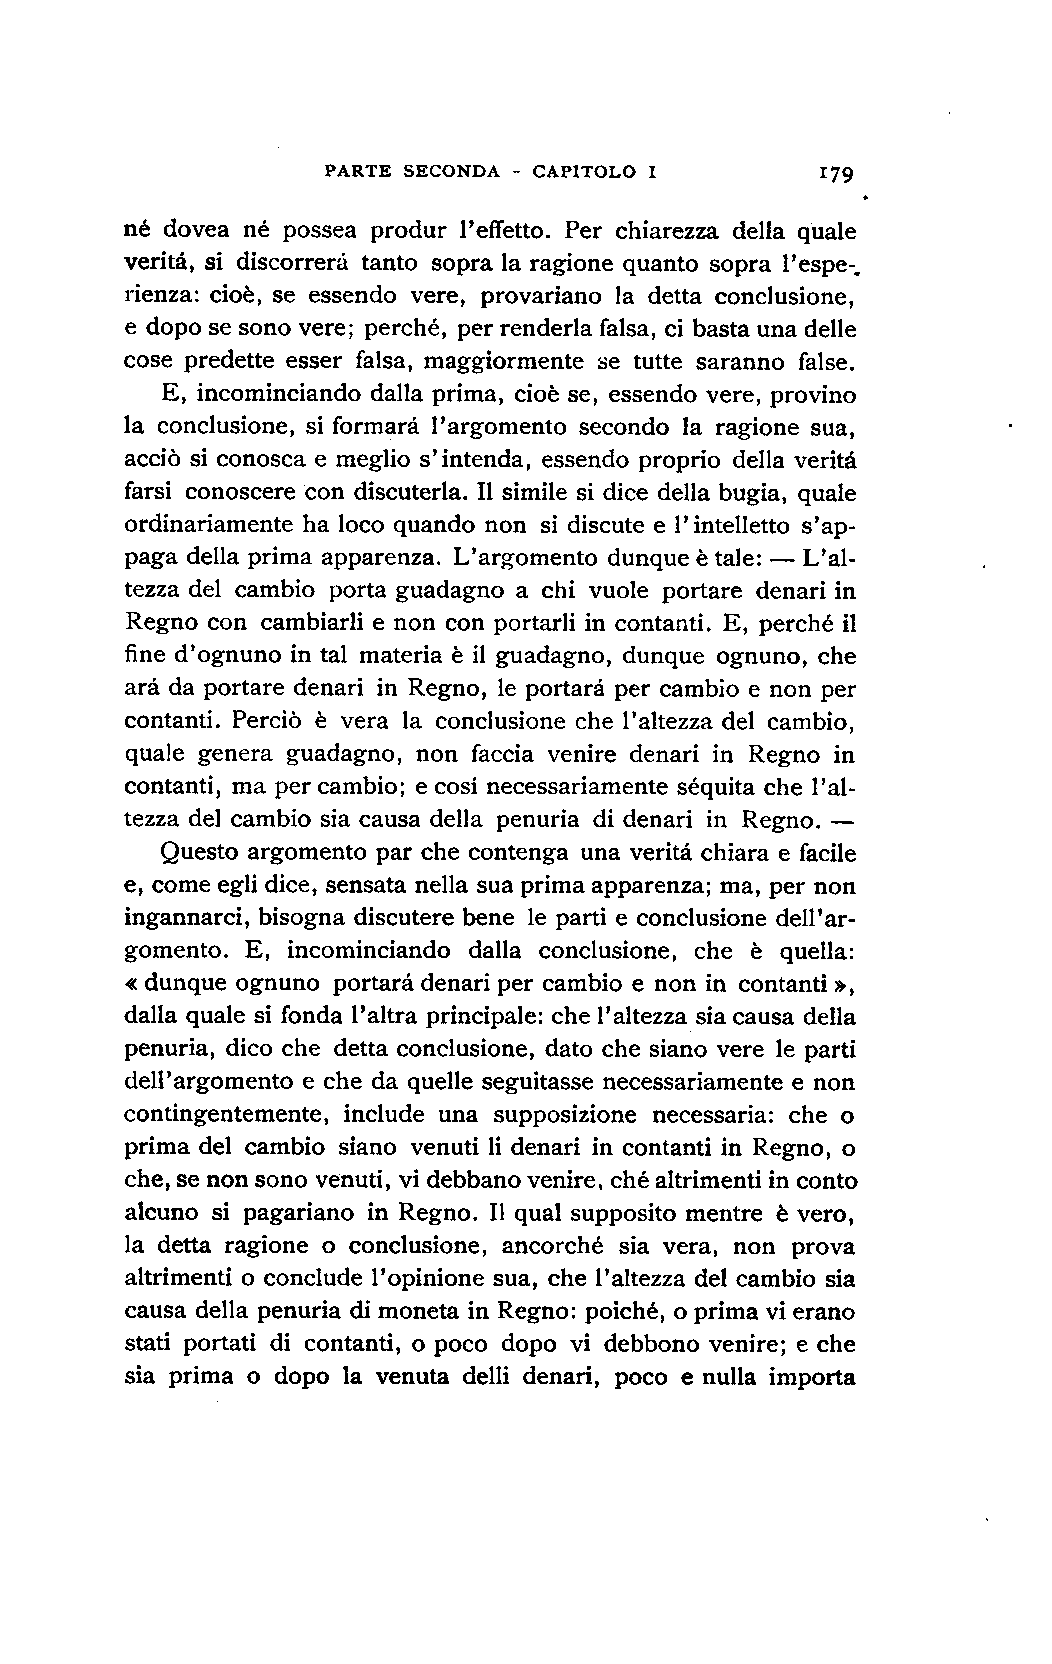 PARTE SECONDA - CAPITOLO I 179
né dovea né possea produr l'effetto. Per chiarezza della quale
veritá, si discorrerá tanto sopra la ragione quanto sopra l'espe-
rienza: cioè, se essendo vere, provariano la detta conclusione,
e dopo se sono vere; perché, per renderla falsa, ci basta una delle
cose predette esser falsa, maggiormente se tutte saranno false.
E, incominciando dalla prima, cioè se, essendo vere, provino
la conclusione, si formará l'argomento secondo la ragione sua,
acciò si conosca e meglio s'intenda, essendo proprio della veritá
farsi conoscere con discuterla. Il simile si dice della bugia, quale
ordinariamente ha loco quando non si discute e l'intelletto s'ap-
paga della prima apparenza. L'argomento dunque è tale: — L'al-
tezza del cambio porta guadagno a chi vuole portare denari in
Regno con cambiarli e non con portarli in contanti. E, perché il
fine d'ognuno in tal materia è il guadagno, dunque ognuno, che
ará da portare denari in Regno, le portará per cambio e non per
contanti. Perciò è vera la conclusione che l'altezza del cambio,
quale genera guadagno, non faccia venire denari in Regno in
contanti, ma per cambio; e cosi necessariamente séquita che l'al-
tezza del cambio sia causa della penuria di denari in Regno. —
Questo argomento par che contenga una veritá chiara e facile
e, come egli dice, sensata nella sua prima apparenza; ma, per non
ingannarci, bisogna discutere bene le parti e conclusione dell'ar-
gomento. E, incominciando dalla conclusione, che è quella:
« dunque ognuno portará denari per cambio e non in contanti »,
dalla quale si fonda l'altra principale: che l'altezza sia causa della
penuria, dico che detta conclusione, dato che siano vere le parti
dell'argomento e che da quelle seguitasse necessariamente e non
contingentemente, include una supposizione necessaria: che o
prima del cambio siano venuti li denari in contanti in Regno, o
che, se non sono venuti, vi debbano venire, ché altrimenti in conto
alcuno si pagariano in Regno. Il qual supposito mentre è vero,
la detta ragione o conclusione, ancorché sia vera, non prova
altrimenti o conclude l'opinione sua, che l'altezza del cambio sia
causa della penuria di moneta in Regno: poiché, o prima vi erano
stati portati di contanti, o poco dopo vi debbono venire; e che
sia prima o dopo la venuta delli denari, poco e nulla importa